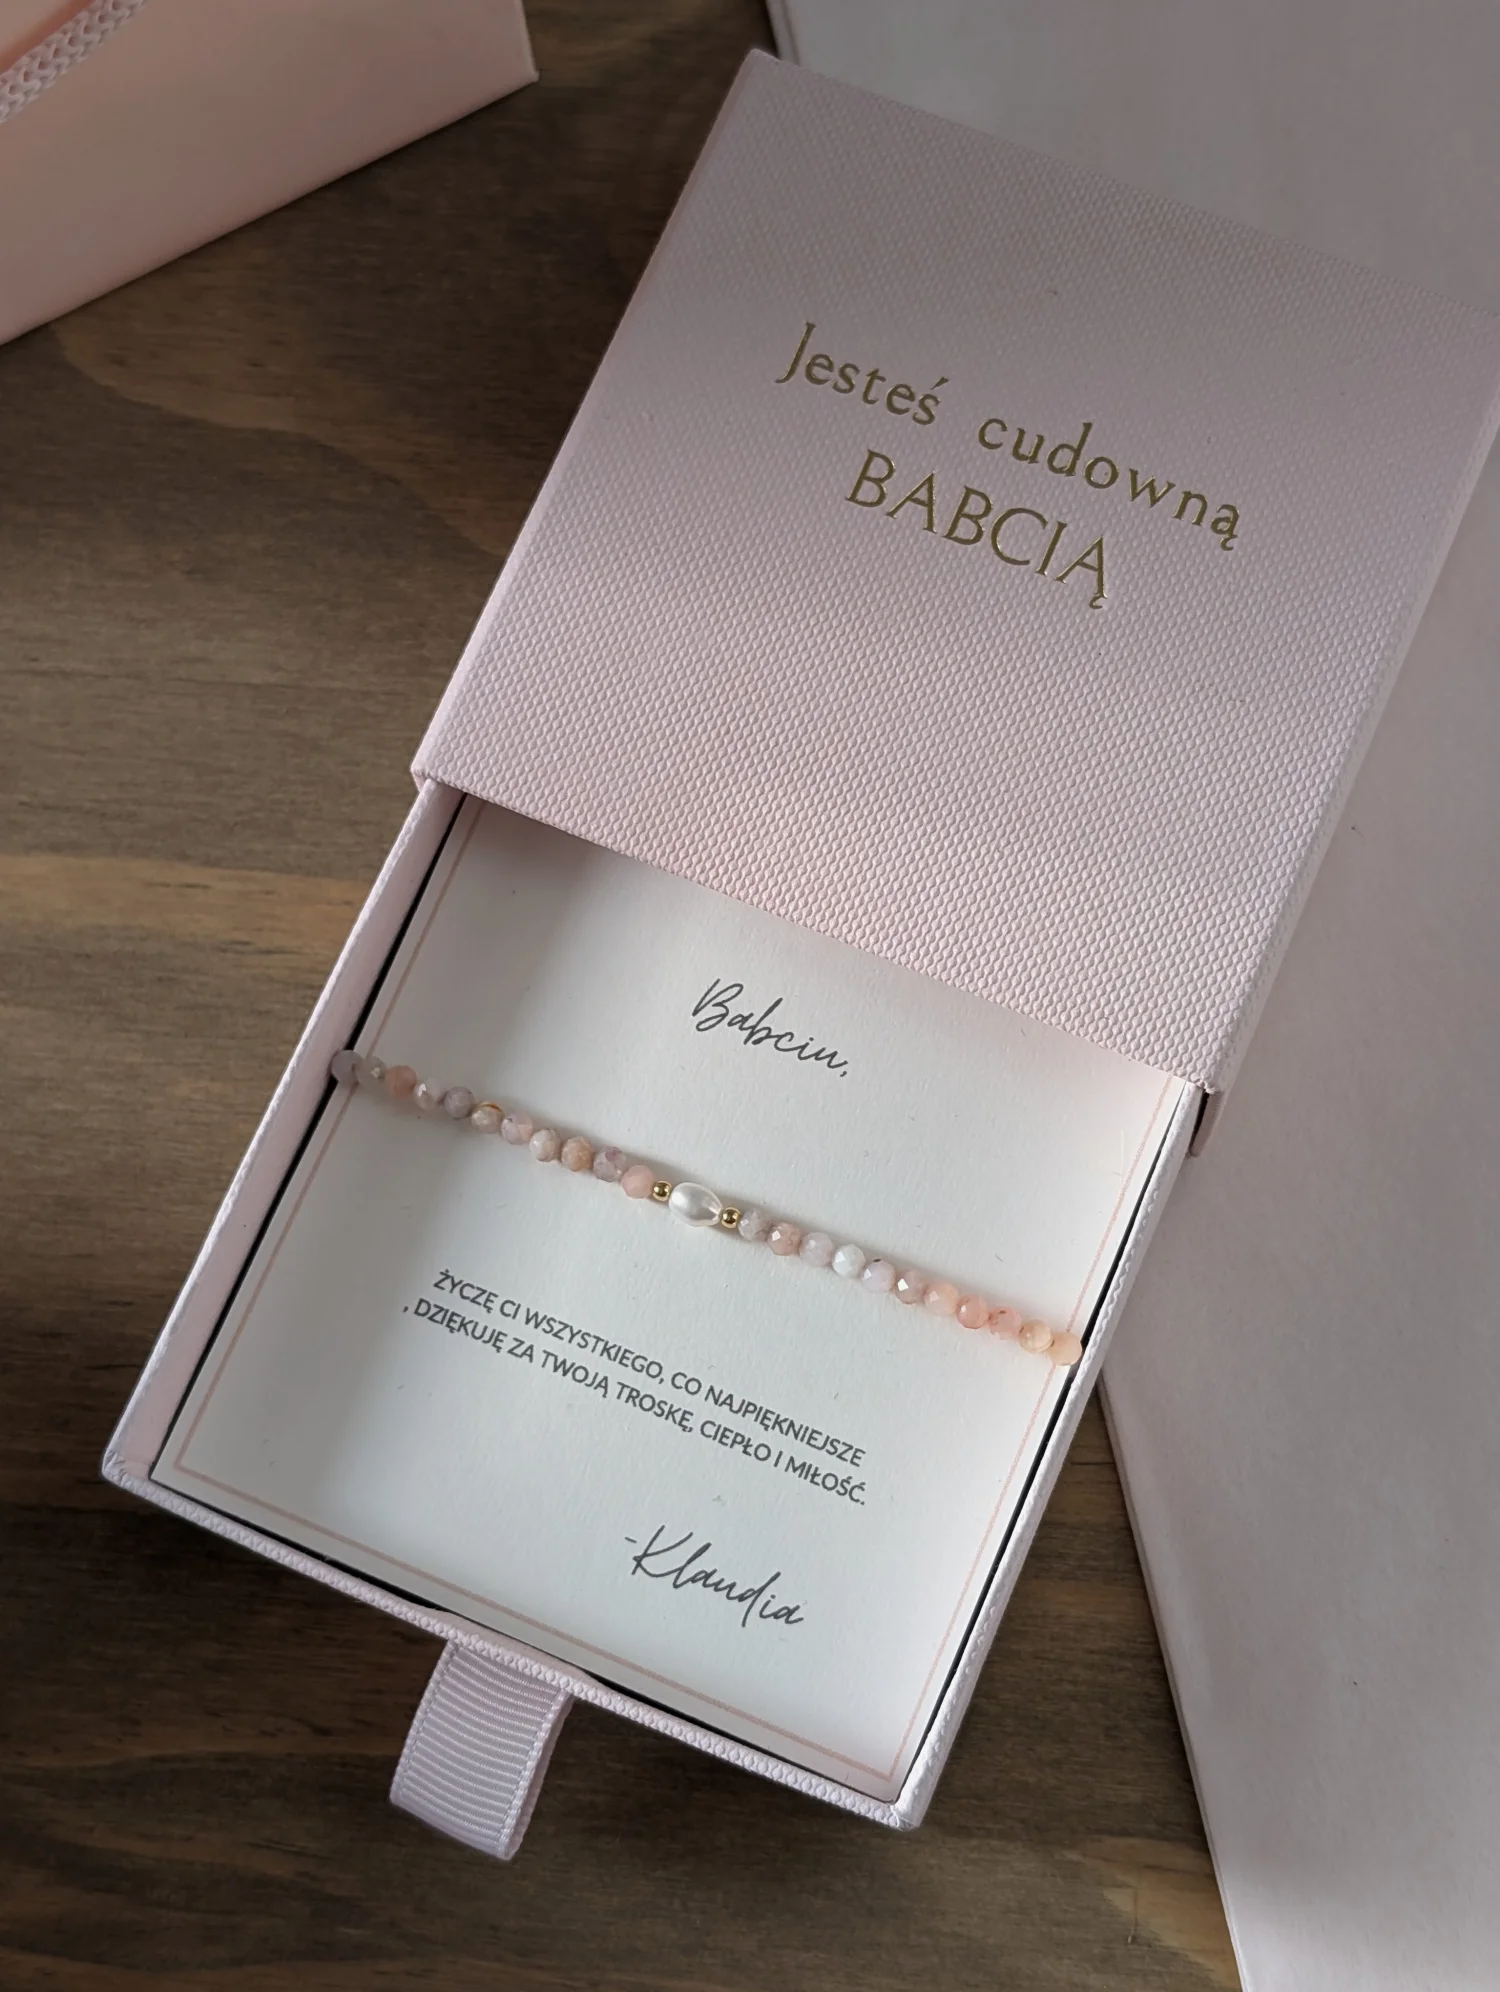 Jesteś cudowną
BABCIĄ
Babciu,
ŻYCZĘ CI WSZYSTKIEGO, CO NAJPIĘKNIEJSZE
, DZIĘKUJĘ ZA TWOJĄ TROSKĘ, CIEPŁO I MIŁOŚĆ.
-Klaudia